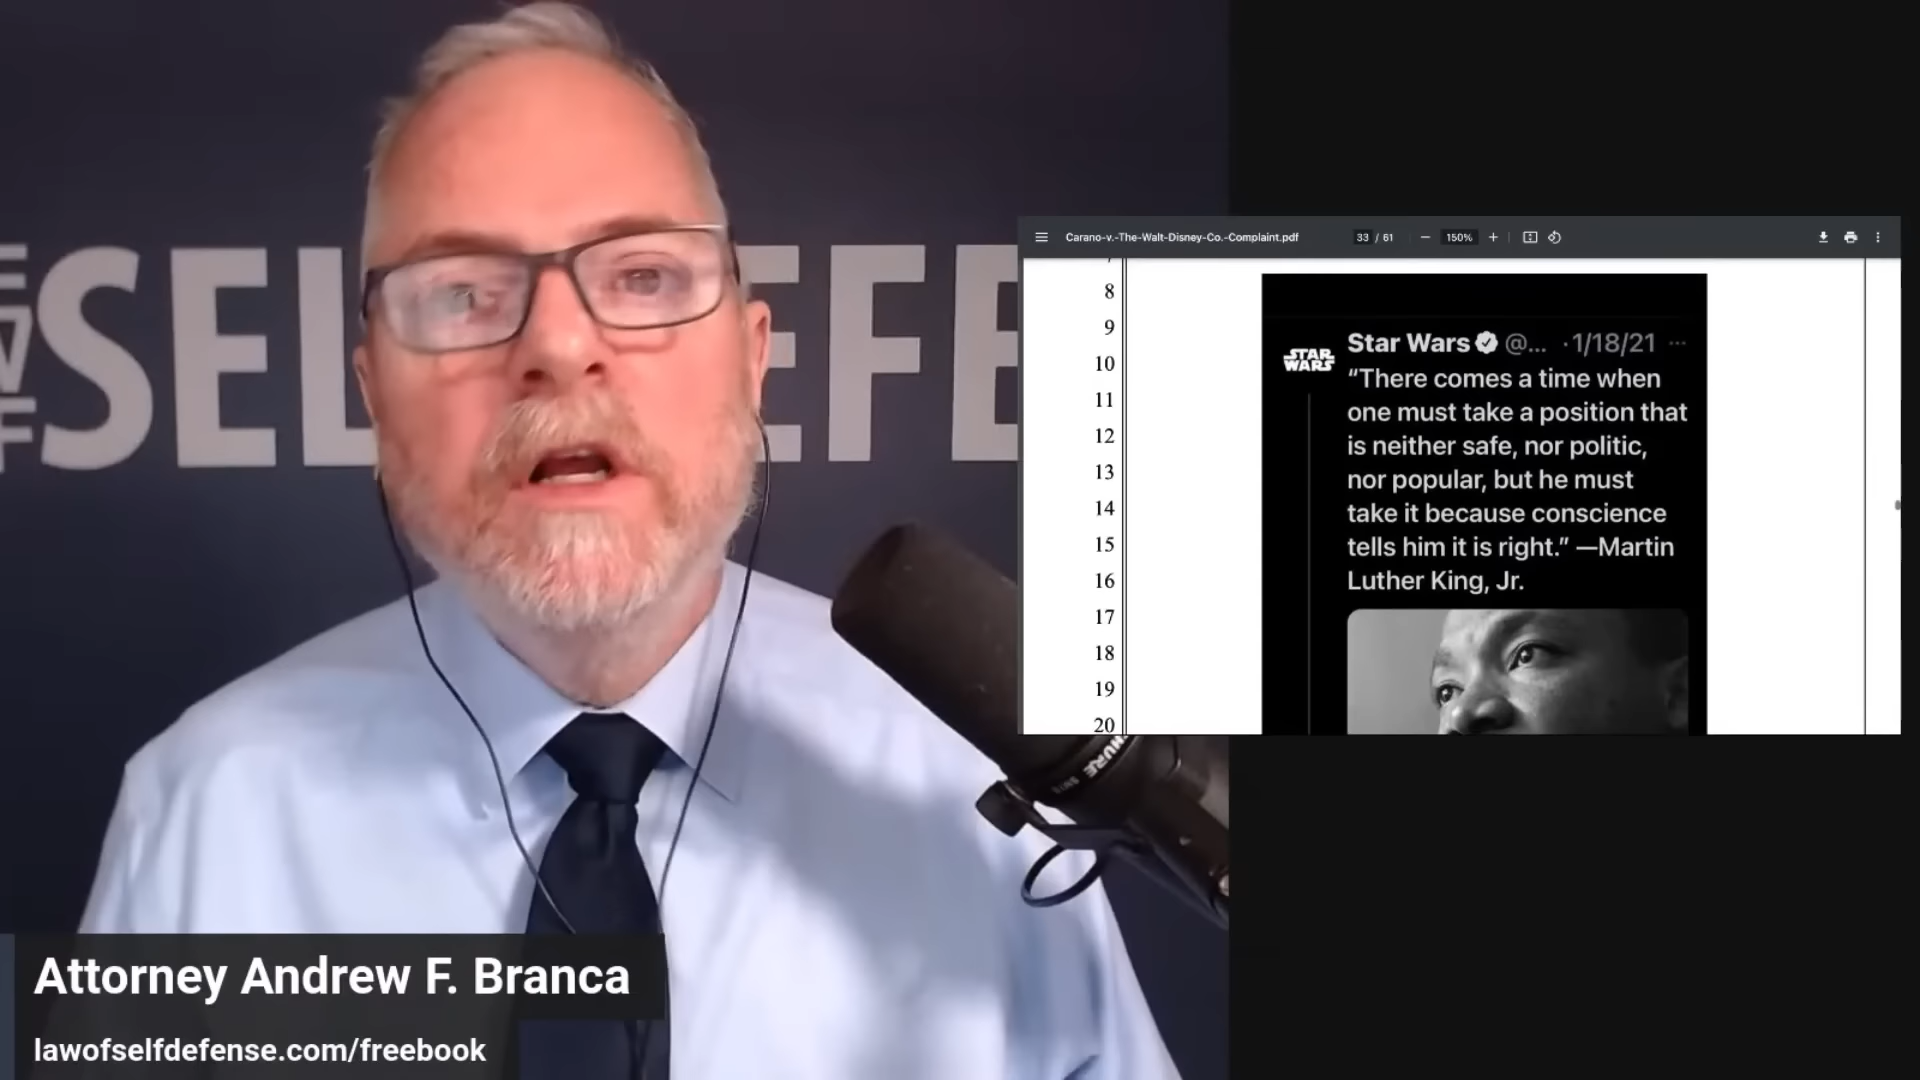 SEL
EFE
Attorney Andrew F. Branca
lawofselfdefense.com/freebook
Carano-v.-The-Walt-Disney-Co.-Complaint.pdf
33 / 61
150%
8
9
10
11
12
13
14
15
16
17
18
19
20
STAR
WARS
Star Wars @... ·1/18/21 ...
“There comes a time when
one must take a position that
is neither safe, nor politic,
nor popular, but he must
take it because conscience
tells him it is right.” —Martin
Luther King, Jr.